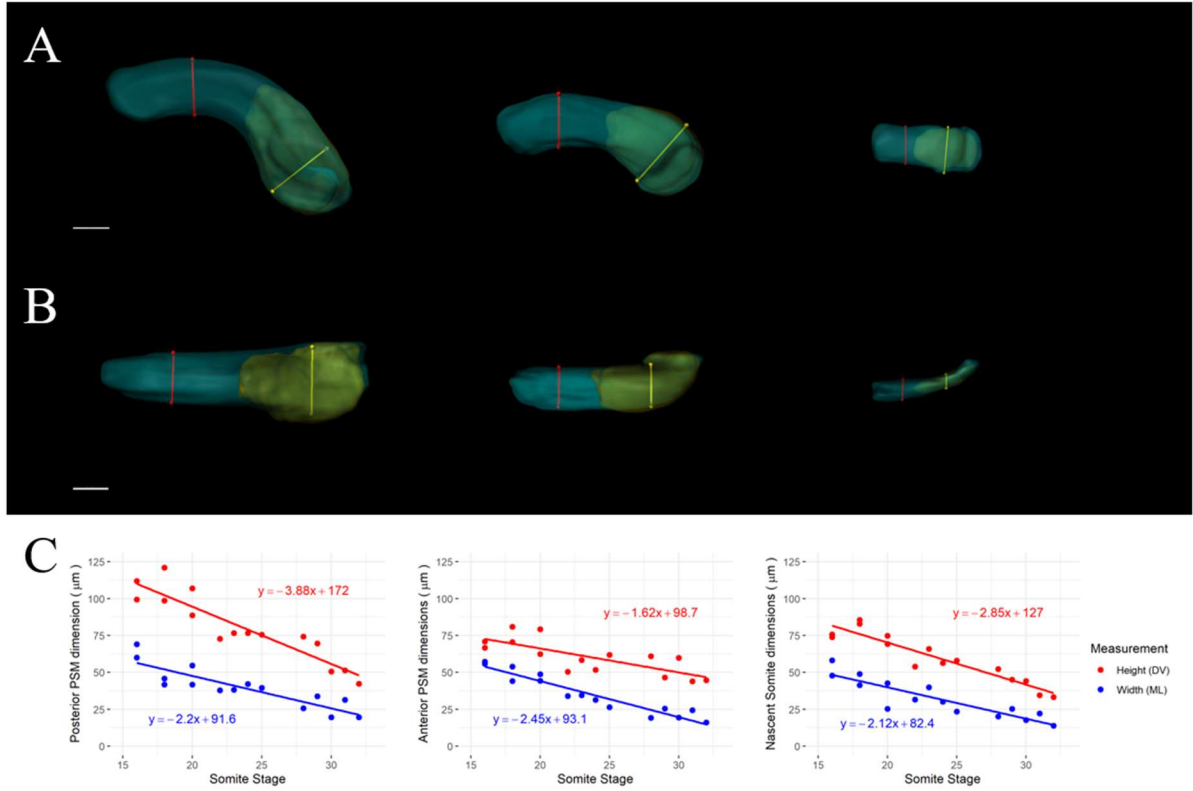 A
B
C
Posterior PSM dimension ( μm )
125
100
75
50
25
0
y = −3.88x + 172
y = −2.2x + 91.6
15 20 25 30
Somite Stage
Anterior PSM dimensions ( μm )
125
100
75
50
25
0
y = −1.62x + 98.7
y = −2.45x + 93.1
15 20 25 30
Somite Stage
Nascent Somite dimensions ( μm )
125
100
75
50
25
0
y = −2.85x + 127
y = −2.12x + 82.4
15 20 25 30
Somite Stage
Measurement
Height (DV)
Width (ML)